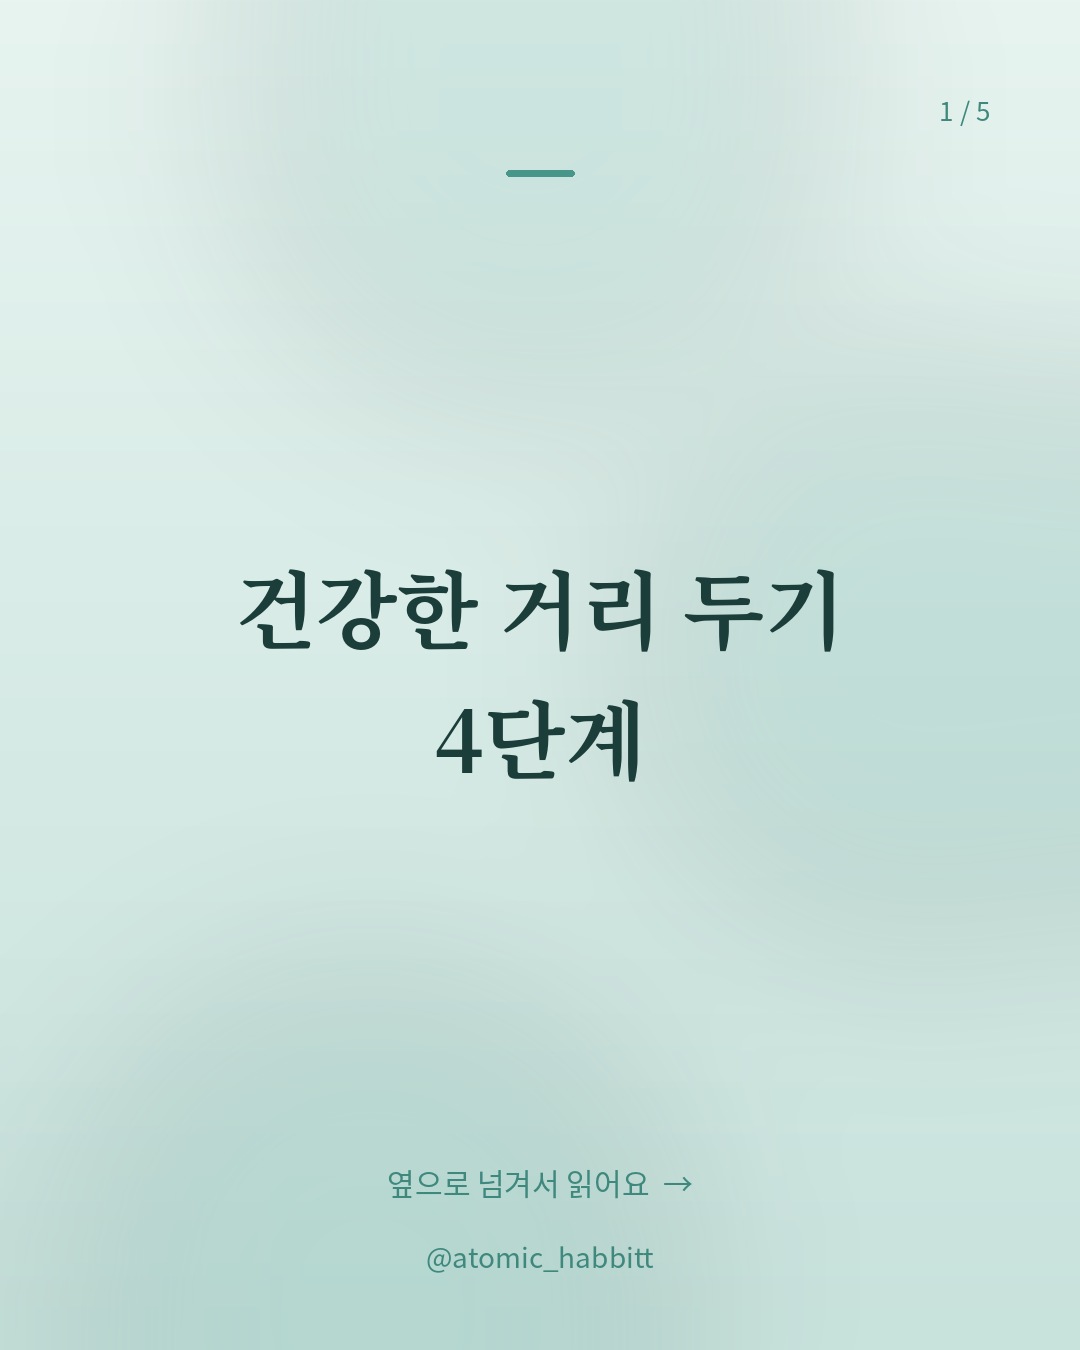 1 / 5
건강한 거리 두기
4단계
옆으로 넘겨서 읽어요 →
@atomic_habbitt